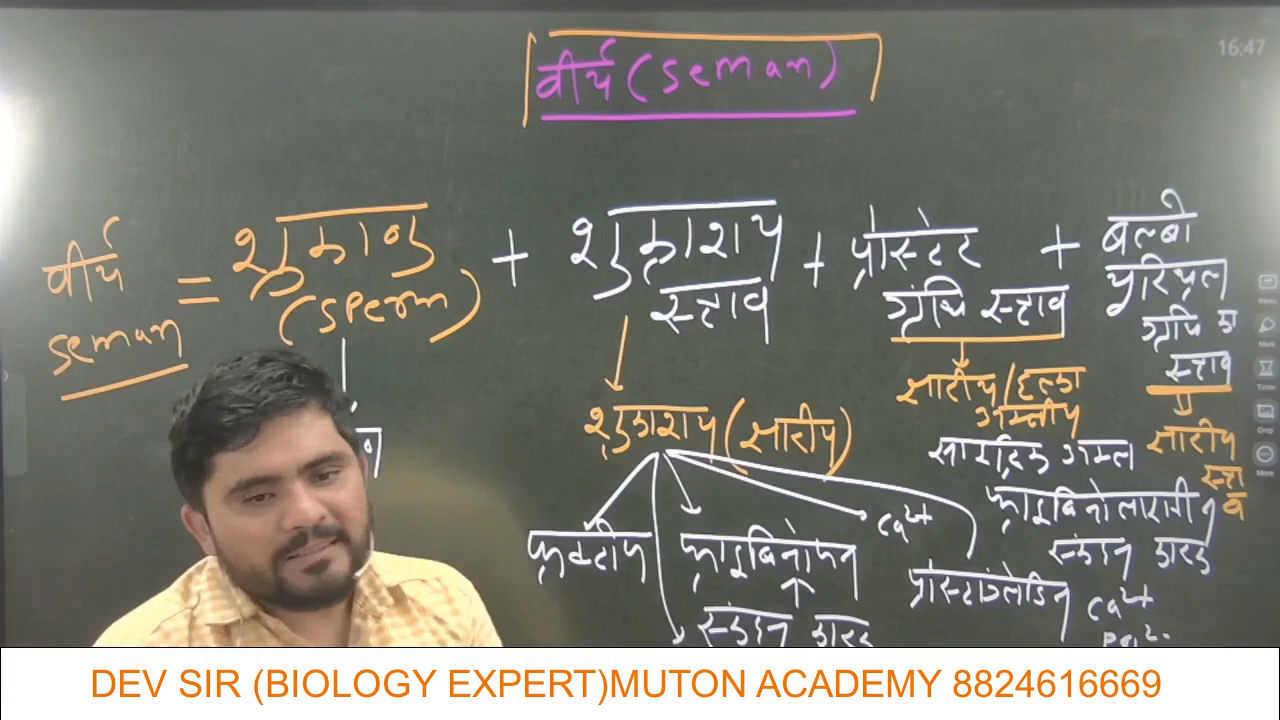 16:47
वीर्य (seman)
वीर्य
seman
=
शुक्राणु
(sperm)
+
शुक्राशय
स्त्राव
+
प्रोस्टेट
ग्रंथि स्त्राव
+
बल्बो
यूरिथ्रल
ग्रंथि का
स्त्राव
शुक्राशय (क्षारीय)
फ्रक्टोज
फाइब्रिनोजन
स्कंदन कारक
Ca²⁺
प्रोस्टाग्लेंडिन
क्षारीय/हल्का
अम्लीय
साइट्रिक अम्ल
फाइब्रिनोलाइसीन
स्कंदन कारक
Ca²⁺
क्षारीय
स्त्राव
DEV SIR (BIOLOGY EXPERT)MUTON ACADEMY 8824616669